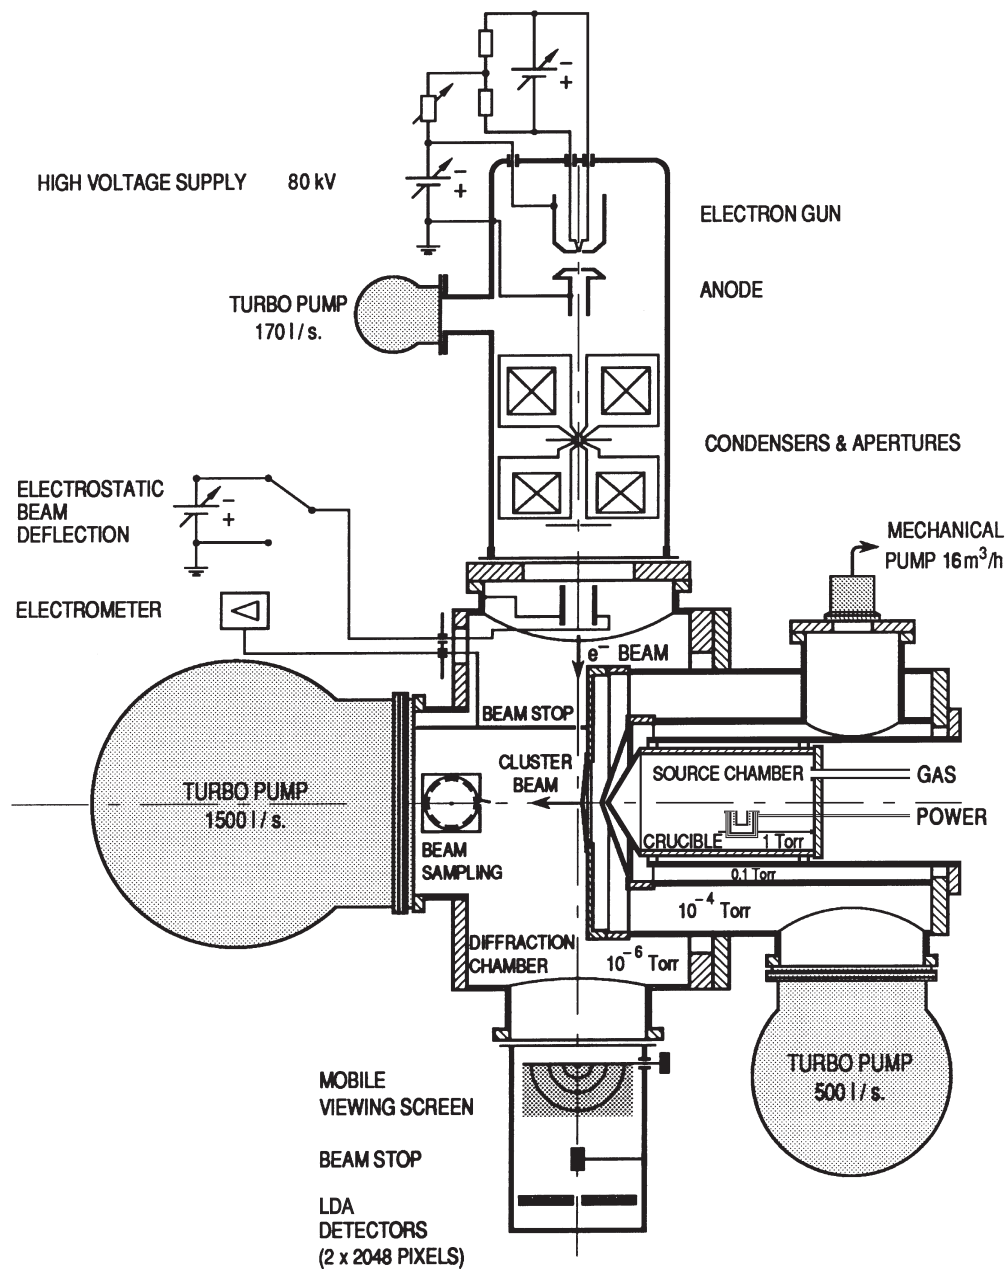 HIGH VOLTAGE SUPPLY 80 kV
−
+
−
+
ELECTRON GUN
ANODE
TURBO PUMP
170 l / s.
CONDENSERS & APERTURES
ELECTROSTATIC
BEAM
DEFLECTION
−
+
MECHANICAL
PUMP 16 m³/h
ELECTROMETER
e⁻ BEAM
BEAM STOP
CLUSTER
BEAM
SOURCE CHAMBER
GAS
POWER
TURBO PUMP
1500 l / s.
CRUCIBLE
1 Torr
BEAM
SAMPLING
0.1 Torr
10⁻⁴ Torr
DIFFRACTION
CHAMBER
10⁻⁶ Torr
TURBO PUMP
500 l / s.
MOBILE
VIEWING SCREEN
BEAM STOP
LDA
DETECTORS
(2 x 2048 PIXELS)